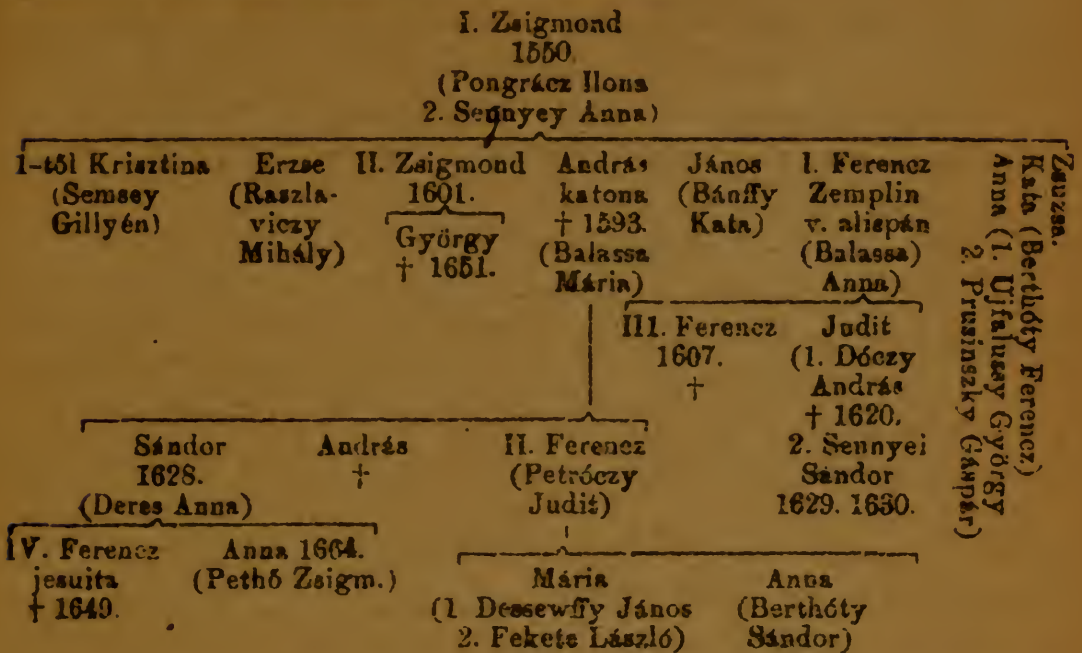 I. Zsigmond
1550.
(Pongrácz Ilona
2. Sennyey Anna)
1-től Krisztina
(Semsey
Gillyén)
Erzse
(Raszla-
viczy
Mihály)
II. Zsigmond
1601.
György
† 1651.
András
katona
† 1593.
(Balassa
Mária)
János
(Bánffy
Kata)
I. Ferencz
Zemplin
v. alispán
(Balassa)
Anna)
Zsuzsa.
Kata (Berthóty Ferencz.)
Anna (1. Ujfalusay György
2. Prusinszky Gáspár)
III. Ferencz
1607.
†
Judit
(1. Dóczy
András
† 1620.
2. Sennyei
Sándor
1629. 1630.
Sándor
1628.
(Deres Anna)
András
†
II. Ferencz
(Petróczy
Judit)
IV. Ferencz
jesuita
† 1649.
Anna 1664.
(Pethő Zsigm.)
Mária
(1 Dessewffy János
2. Fekete László)
Anna
(Berthóty
Sándor)